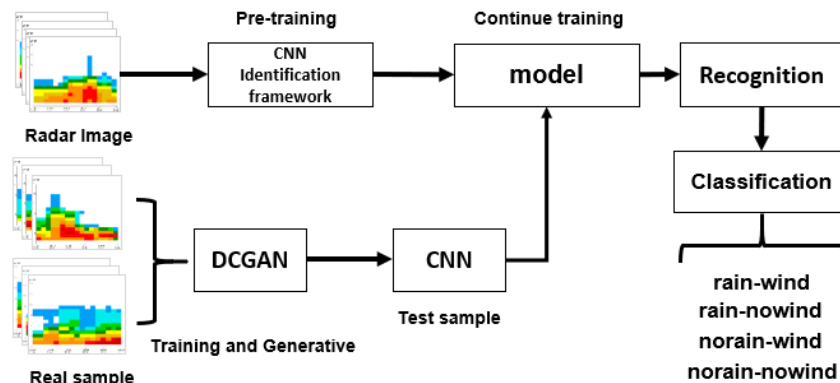 Pre-training
Continue training
CNN
Identification
framework
model
Recognition
Radar Image
Classification
DCGAN
CNN
Test sample
Training and Generative
Real sample
rain-wind
rain-nowind
norain-wind
norain-nowind